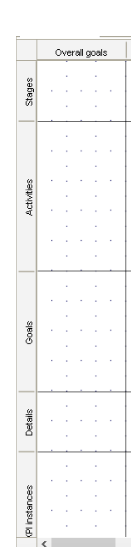 Overall goals
Stages
Activities
Goals
Details
KPI instances